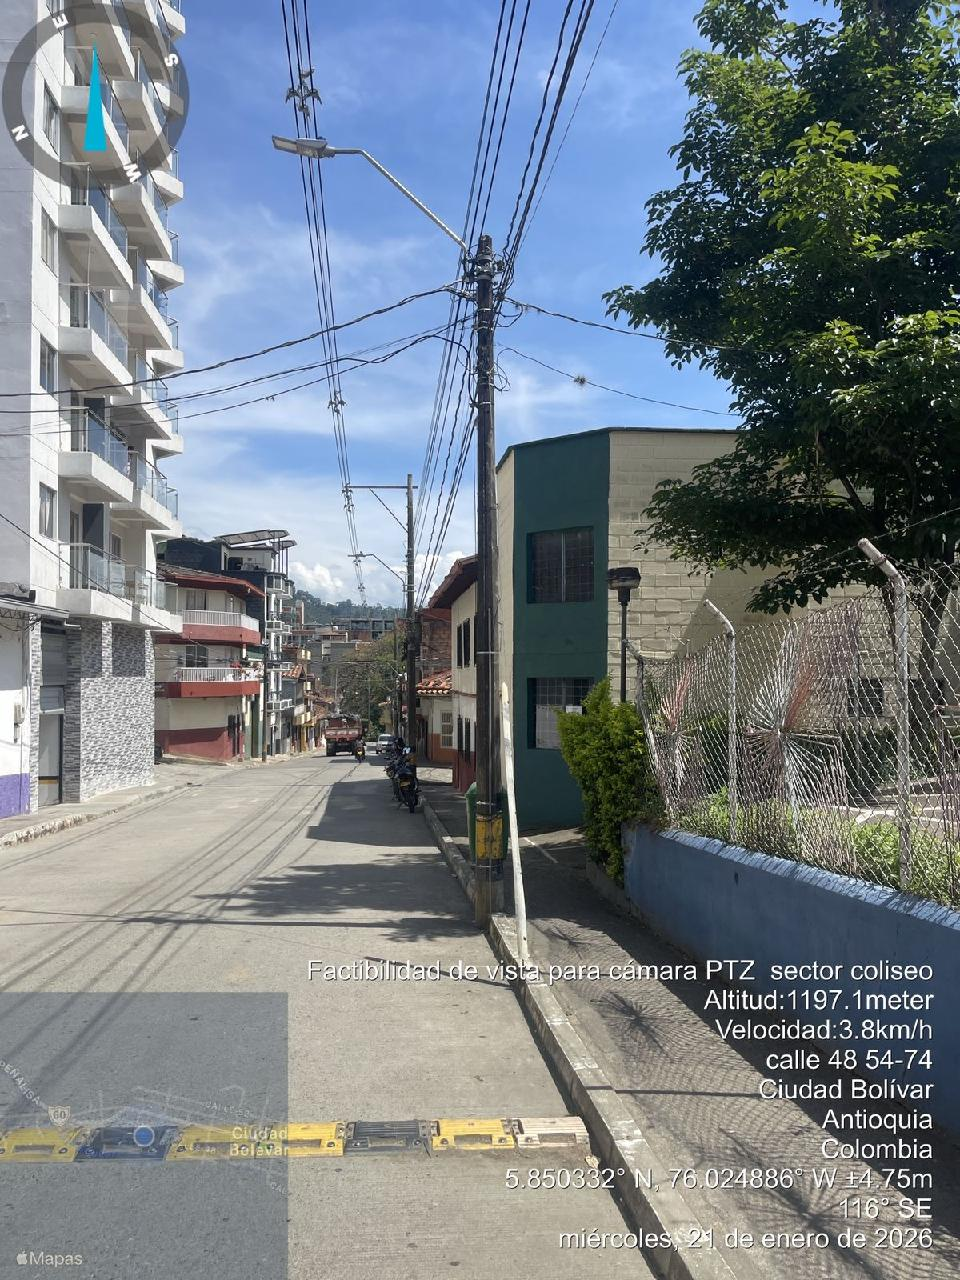 E
S
N
W
Factibilidad de vista para cámara PTZ sector coliseo
Altitud:1197.1meter
Velocidad:3.8km/h
calle 48 54-74
Ciudad Bolívar
Antioquia
Colombia
5.850332° N, 76.024886° W ±4.75m
116° SE
miércoles, 21 de enero de 2026
60
Ciudad
Bolívar
Mapas